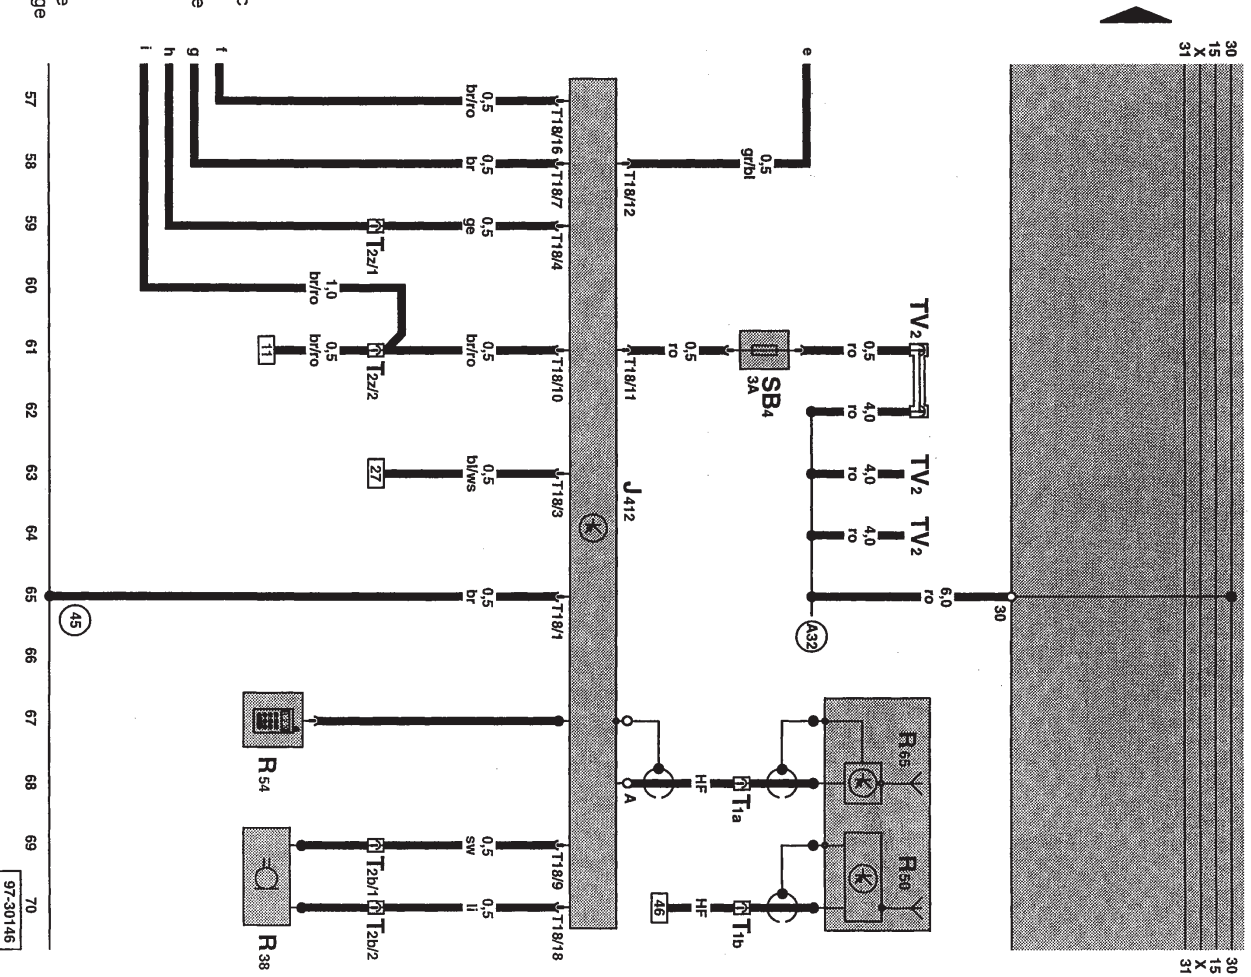 30 30
15 15
X X
31 31
30
6,0
ro
TV2
TV2
TV2
0,5
ro
4,0
ro
4,0
ro
4,0
ro
A32
R65
R50
e
0,5
gr/bl
SB4
3A
0,5
ro
HF
T1a
HF
T1b
46
T18/12
T18/11
J412
A
T18/16
T18/7
T18/4
T18/10
T18/3
T18/1
T18/9
T18/18
0,5
br/ro
0,5
br
0,5
ge
0,5
br/ro
0,5
bl/ws
0,5
br
0,5
sw
0,5
li
T2z/1
T2z/2
27
T2b/1
T2b/2
1,0
br/ro
0,5
br/ro
11
R54
R38
f
g
h
i
45
57 58 59 60 61 62 63 64 65 66 67 68 69 70
97-30146